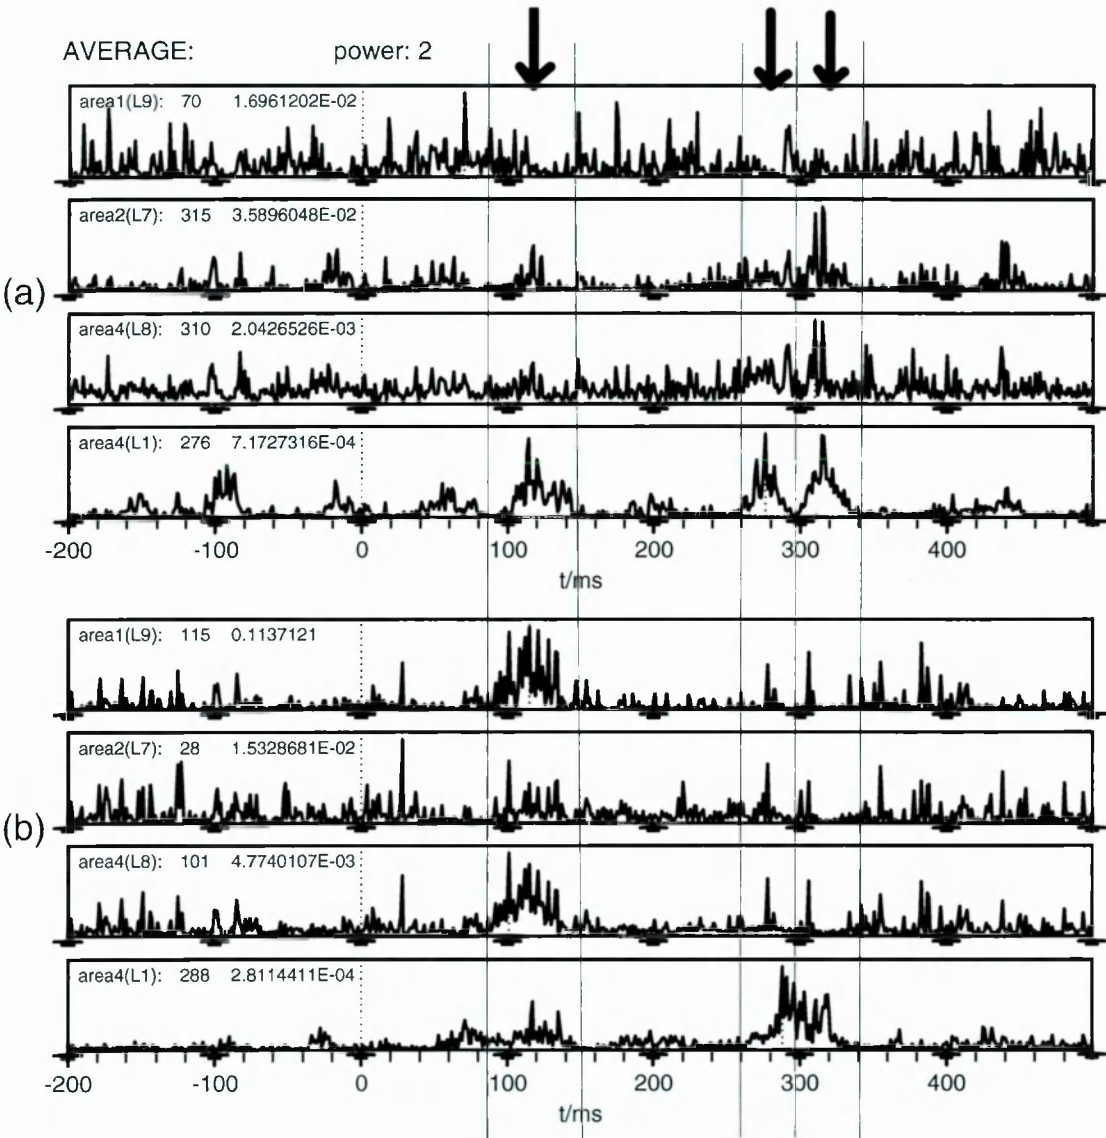 AVERAGE: power: 2
area1(L9): 70 1.6961202E-02
area2(L7): 315 3.5896048E-02
(a)
area4(L8): 310 2.0426526E-03
area4(L1): 276 7.1727316E-04
-200 -100 0 100 200 300 400
t/ms
area1(L9): 115 0.1137121
area2(L7): 28 1.5328681E-02
(b)
area4(L8): 101 4.7740107E-03
area4(L1): 288 2.8114411E-04
-200 -100 0 100 200 300 400
t/ms